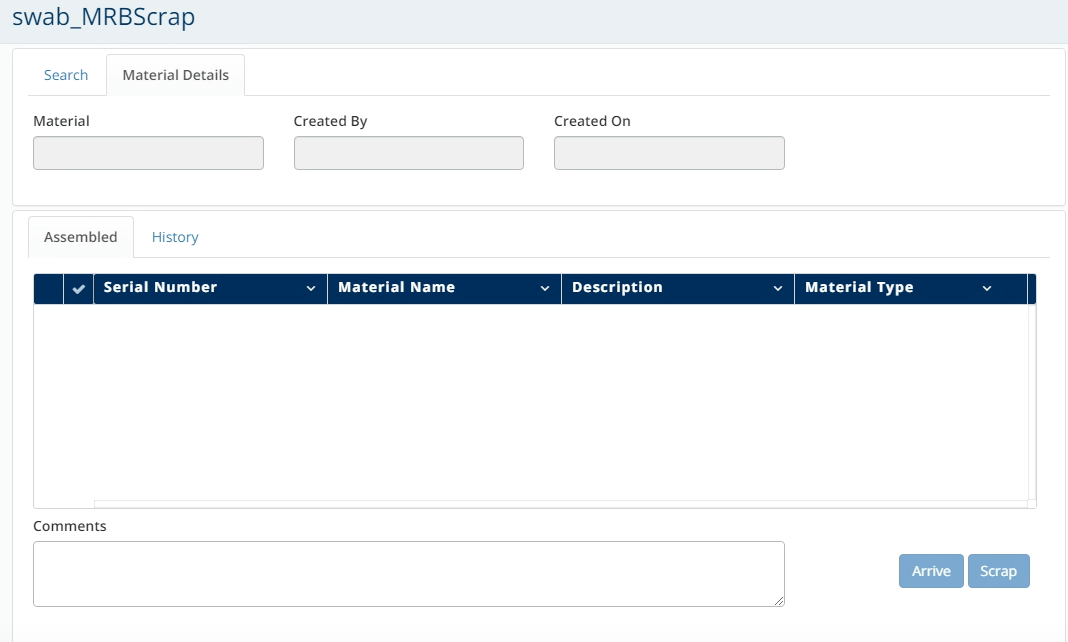 swab_MRBScrap
Search Material Details
Material Created By Created On
Assembled History
Serial Number Material Name Description Material Type
Comments
Arrive Scrap